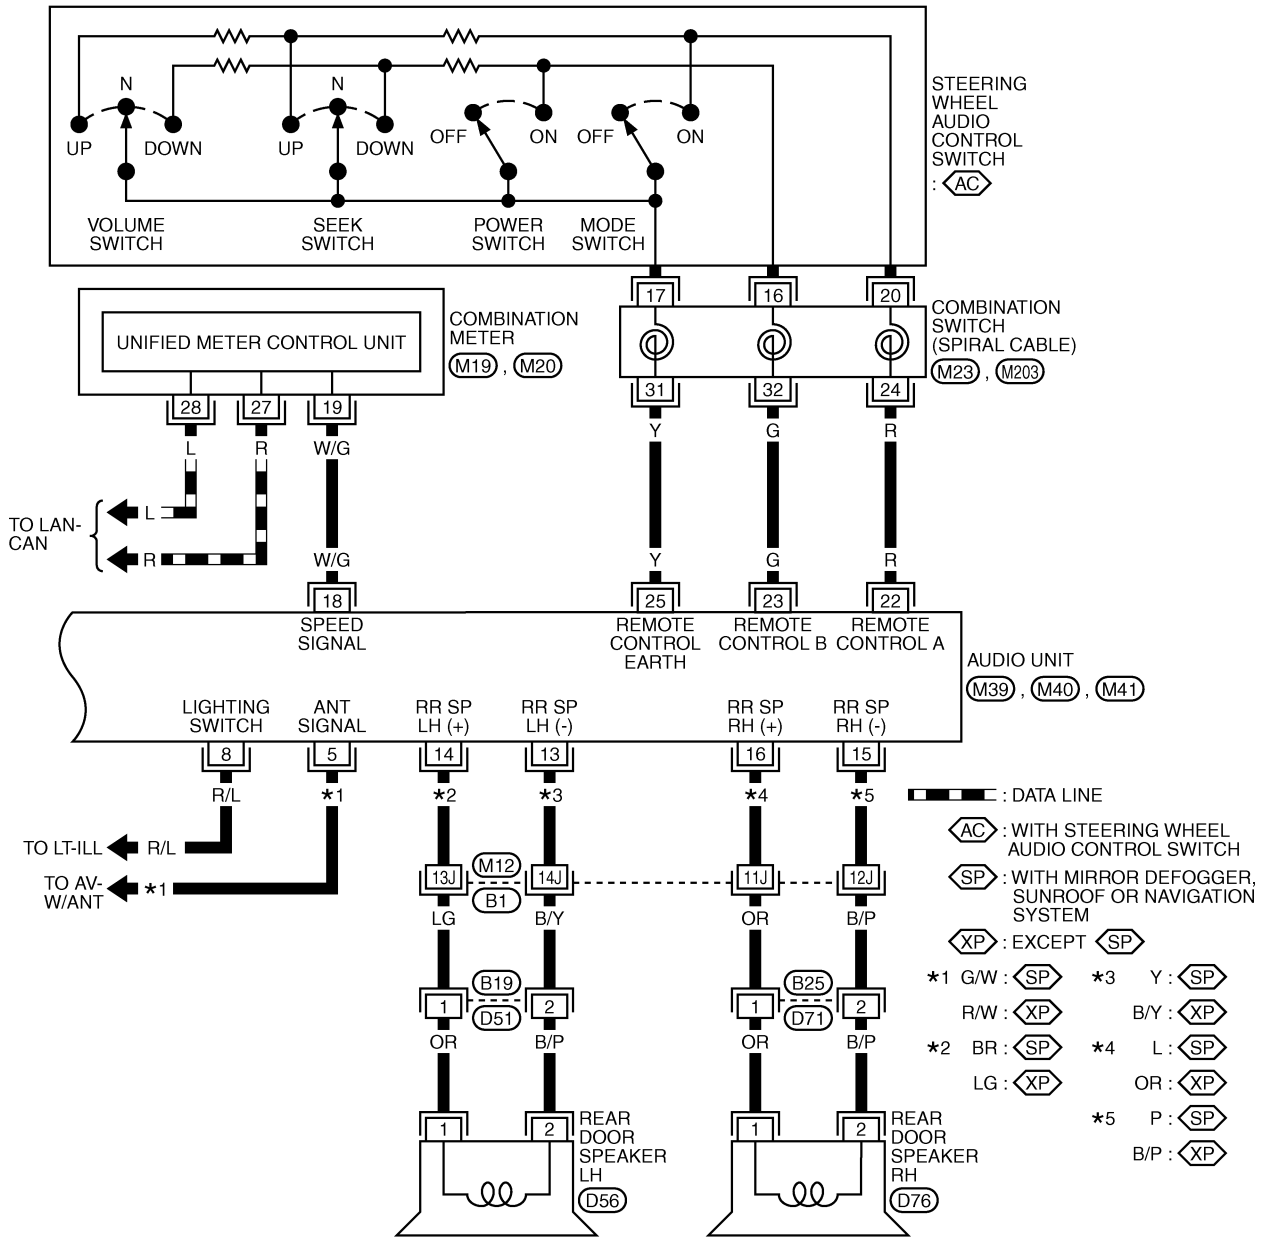 STEERING
WHEEL
AUDIO
CONTROL
SWITCH
: AC
N
N
UP
DOWN
UP
DOWN
OFF
ON
OFF
ON
VOLUME
SWITCH
SEEK
SWITCH
POWER
SWITCH
MODE
SWITCH
17
16
20
COMBINATION
SWITCH
(SPIRAL CABLE)
M23 , M203
31
32
24
UNIFIED METER CONTROL UNIT
COMBINATION
METER
M19 , M20
28
27
19
L
R
W/G
Y
G
R
TO LAN-
CAN
L
R
W/G
Y
G
R
18
25
23
22
SPEED
SIGNAL
REMOTE
CONTROL
EARTH
REMOTE
CONTROL B
REMOTE
CONTROL A
AUDIO UNIT
M39 , M40 , M41
LIGHTING
SWITCH
ANT
SIGNAL
RR SP
LH (+)
RR SP
LH (-)
RR SP
RH (+)
RR SP
RH (-)
8
5
14
13
16
15
R/L
*1
*2
*3
*4
*5
TO LT-ILL
R/L
TO AV-
W/ANT
*1
13J
M12
B1
14J
11J
12J
LG
B/Y
OR
B/P
1
B19
D51
2
1
B25
D71
2
OR
B/P
OR
B/P
1
2
REAR
DOOR
SPEAKER
LH
D56
1
2
REAR
DOOR
SPEAKER
RH
D76
: DATA LINE
AC : WITH STEERING WHEEL
AUDIO CONTROL SWITCH
SP : WITH MIRROR DEFOGGER,
SUNROOF OR NAVIGATION
SYSTEM
XP : EXCEPT SP
*1 G/W : SP
*3 Y : SP
R/W : XP
B/Y : XP
*2 BR : SP
*4 L : SP
LG : XP
OR : XP
*5 P : SP
B/P : XP